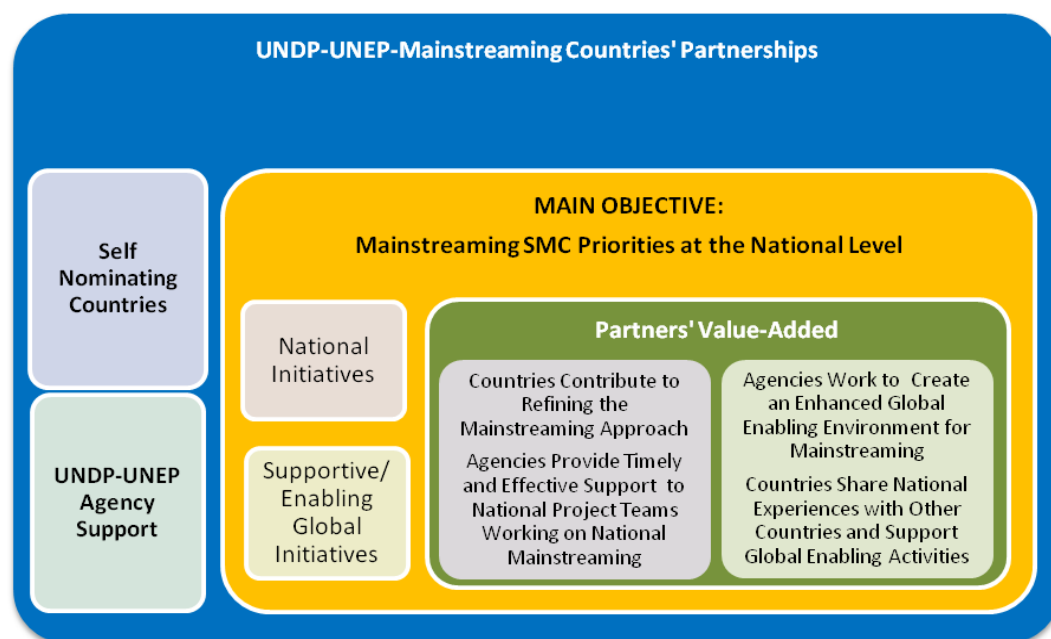 UNDP-UNEP-Mainstreaming Countries' Partnerships
Self
Nominating
Countries
UNDP-UNEP
Agency
Support
MAIN OBJECTIVE:
Mainstreaming SMC Priorities at the National Level
National
Initiatives
Supportive/
Enabling
Global
Initiatives
Partners' Value-Added
Countries Contribute to
Refining the
Mainstreaming Approach
Agencies Provide Timely
and Effective Support to
National Project Teams
Working on National
Mainstreaming
Agencies Work to Create
an Enhanced Global
Enabling Environment for
Mainstreaming
Countries Share National
Experiences with Other
Countries and Support
Global Enabling Activities